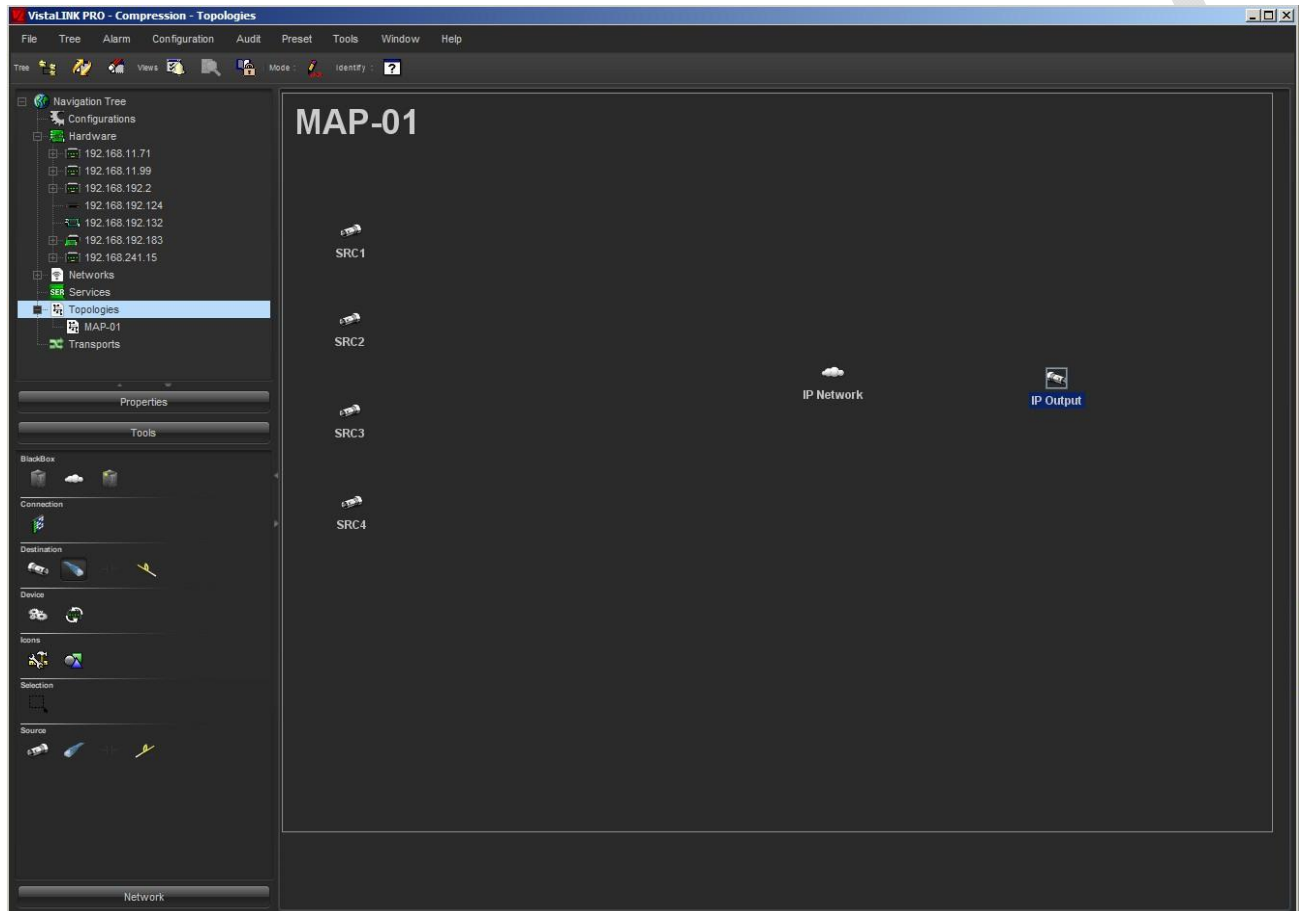 VistaLINK PRO - Compression - Topologies
File Tree Alarm Configuration Audit Preset Tools Window Help
Tree Views Mode : Identify : ?
Navigation Tree
Configurations
Hardware
192.168.11.71
192.168.11.99
192.168.192.2
192.168.192.124
192.168.192.132
192.168.192.183
192.168.241.15
Networks
SER Services
Topologies
MAP-01
Transports
Properties
Tools
BlackBox
Connection
Destination
Device
Icons
Selection
Source
Network
MAP-01
SRC1
SRC2
SRC3
SRC4
IP Network
IP Output